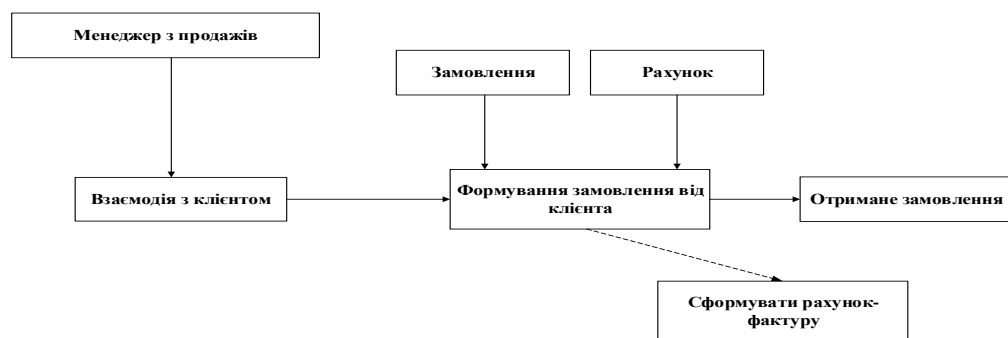 Менеджер з продажів
Замовлення
Рахунок
Взаємодія з клієнтом
Формування замовлення від
клієнта
Отримане замовлення
Сформувати рахунок-
фактуру